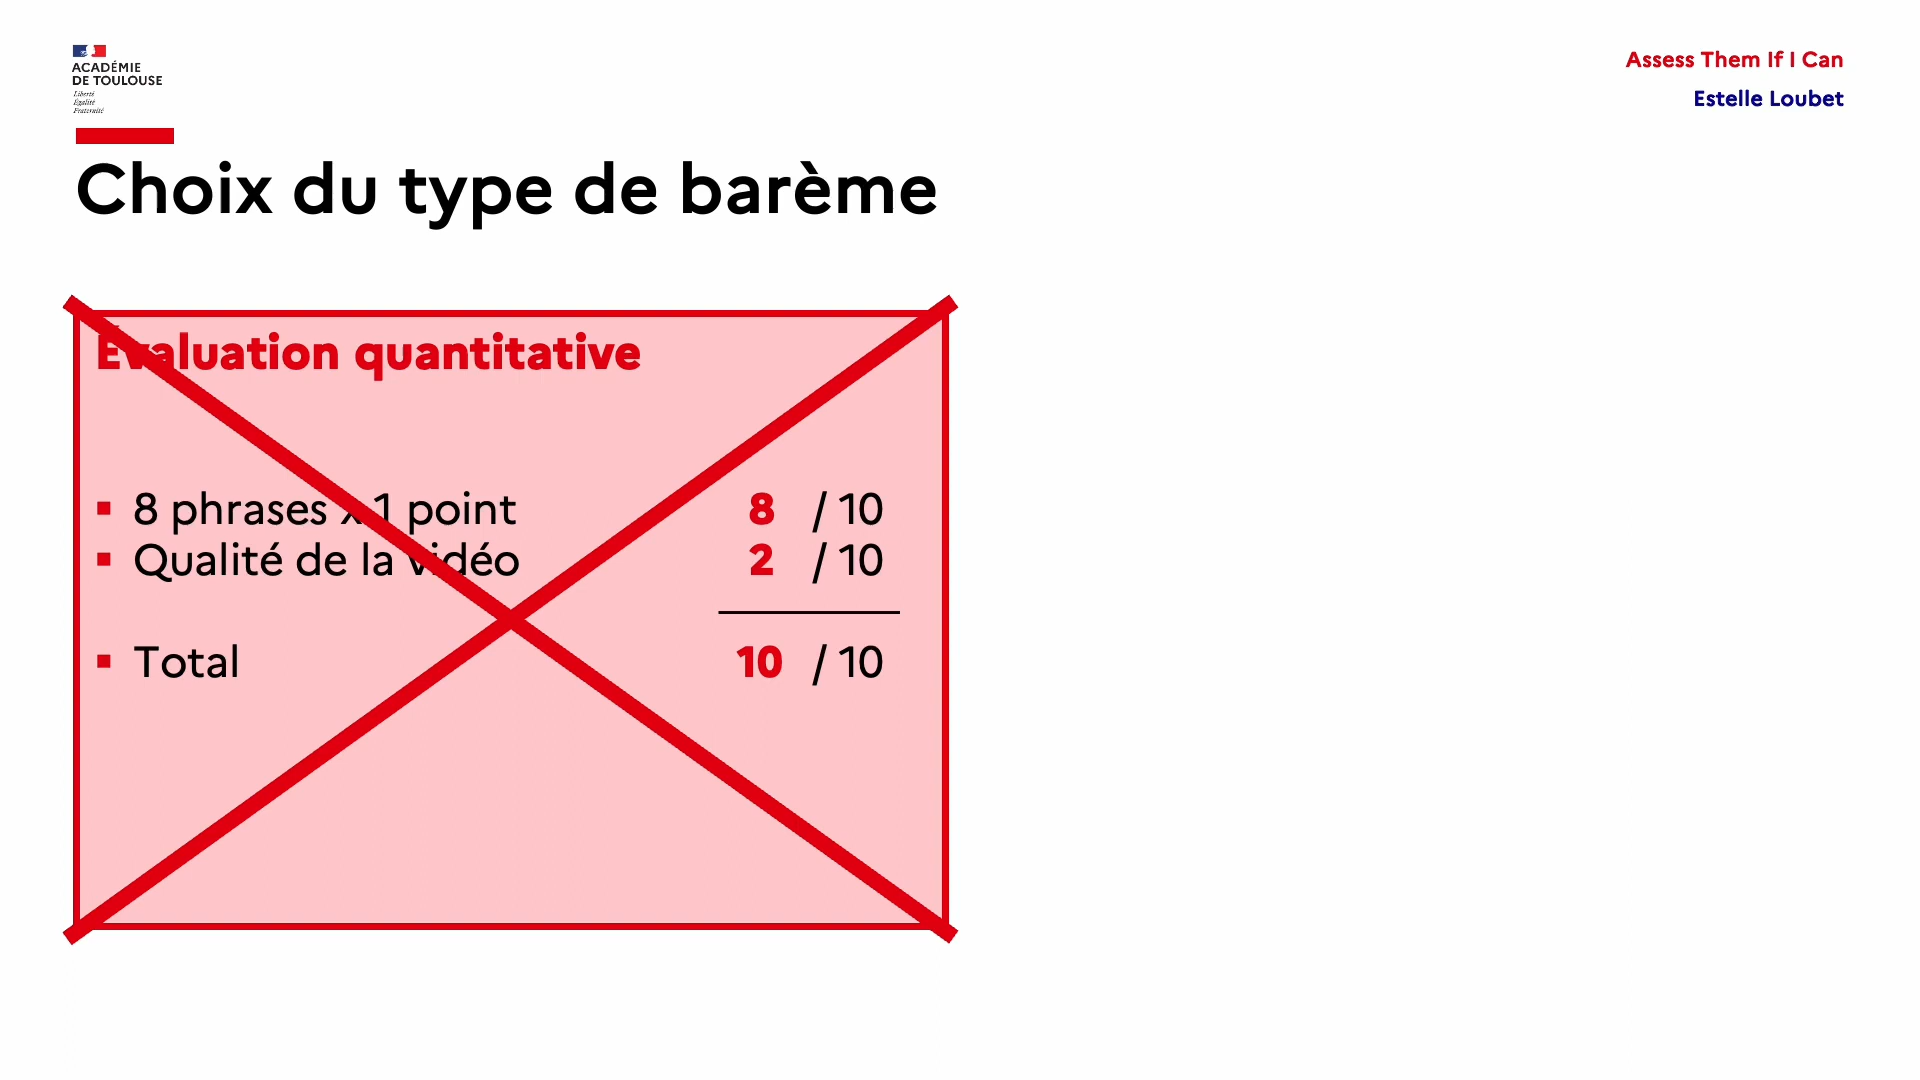 ACADÉMIE
DE TOULOUSE
Liberté
Égalité
Fraternité
Assess Them If I Can
Estelle Loubet
Choix du type de barème
Évaluation quantitative
▪ 8 phrases x 1 point 8 / 10
▪ Qualité de la vidéo 2 / 10
▪ Total 10 / 10